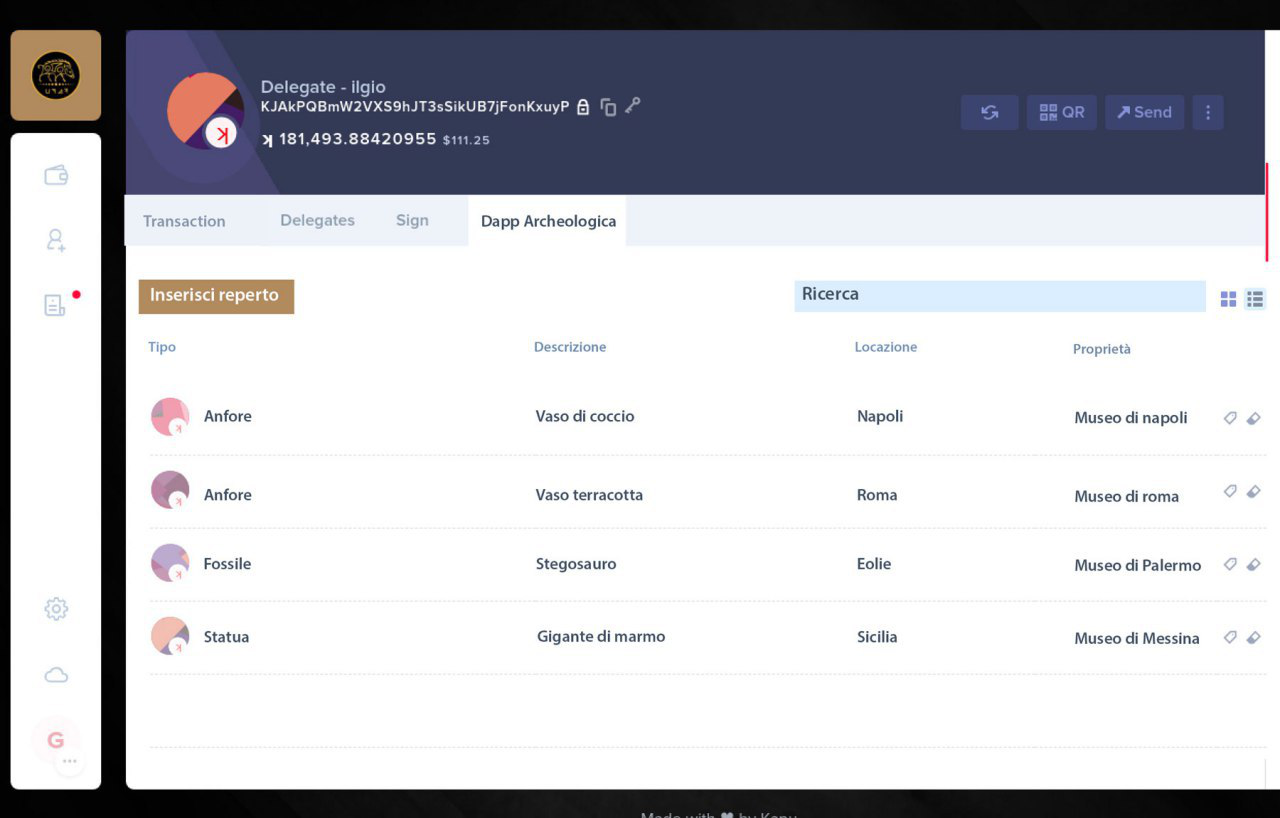 Delegate - ilgio
KJAkPQBmW2VXS9hJT3sSikUB7jFonKxuyP
181,493.88420955 $111.25
QR
Send
Transaction
Delegates
Sign
Dapp Archeologica
Inserisci reperto
Ricerca
Tipo
Descrizione
Locazione
Proprietà
Anfore
Vaso di coccio
Napoli
Museo di napoli
Anfore
Vaso terracotta
Roma
Museo di roma
Fossile
Stegosauro
Eolie
Museo di Palermo
Statua
Gigante di marmo
Sicilia
Museo di Messina
G
Made with ♥ by Kapu